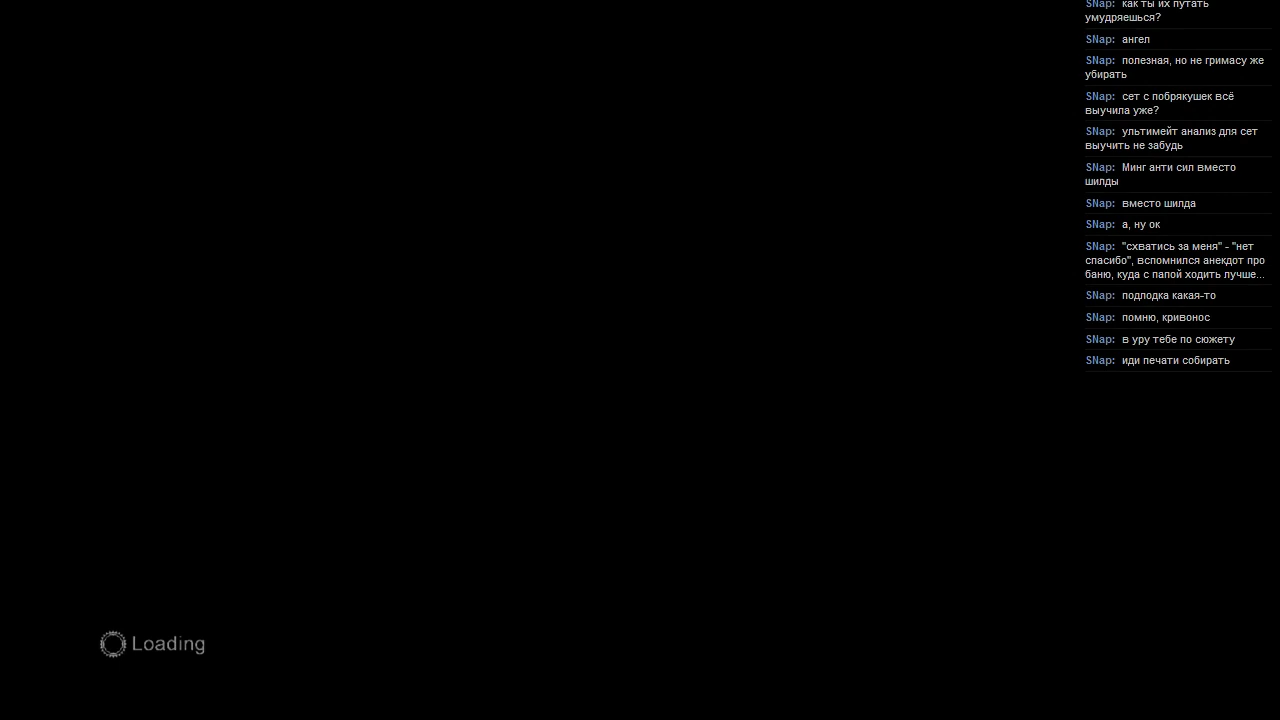 SNap: как ты их путать
умудряешься?
SNap: ангел
SNap: полезная, но не гримасу же
убирать
SNap: сет с побрякушек всё
выучила уже?
SNap: ультимейт анализ для сет
выучить не забудь
SNap: Минг анти сил вместо
шилды
SNap: вместо шилда
SNap: а, ну ок
SNap: "схватись за меня" - "нет
спасибо", вспомнился анекдот про
баню, куда с папой ходить лучше...
SNap: подлодка какая-то
SNap: помню, кривонос
SNap: в уру тебе по сюжету
SNap: иди печати собирать
Loading